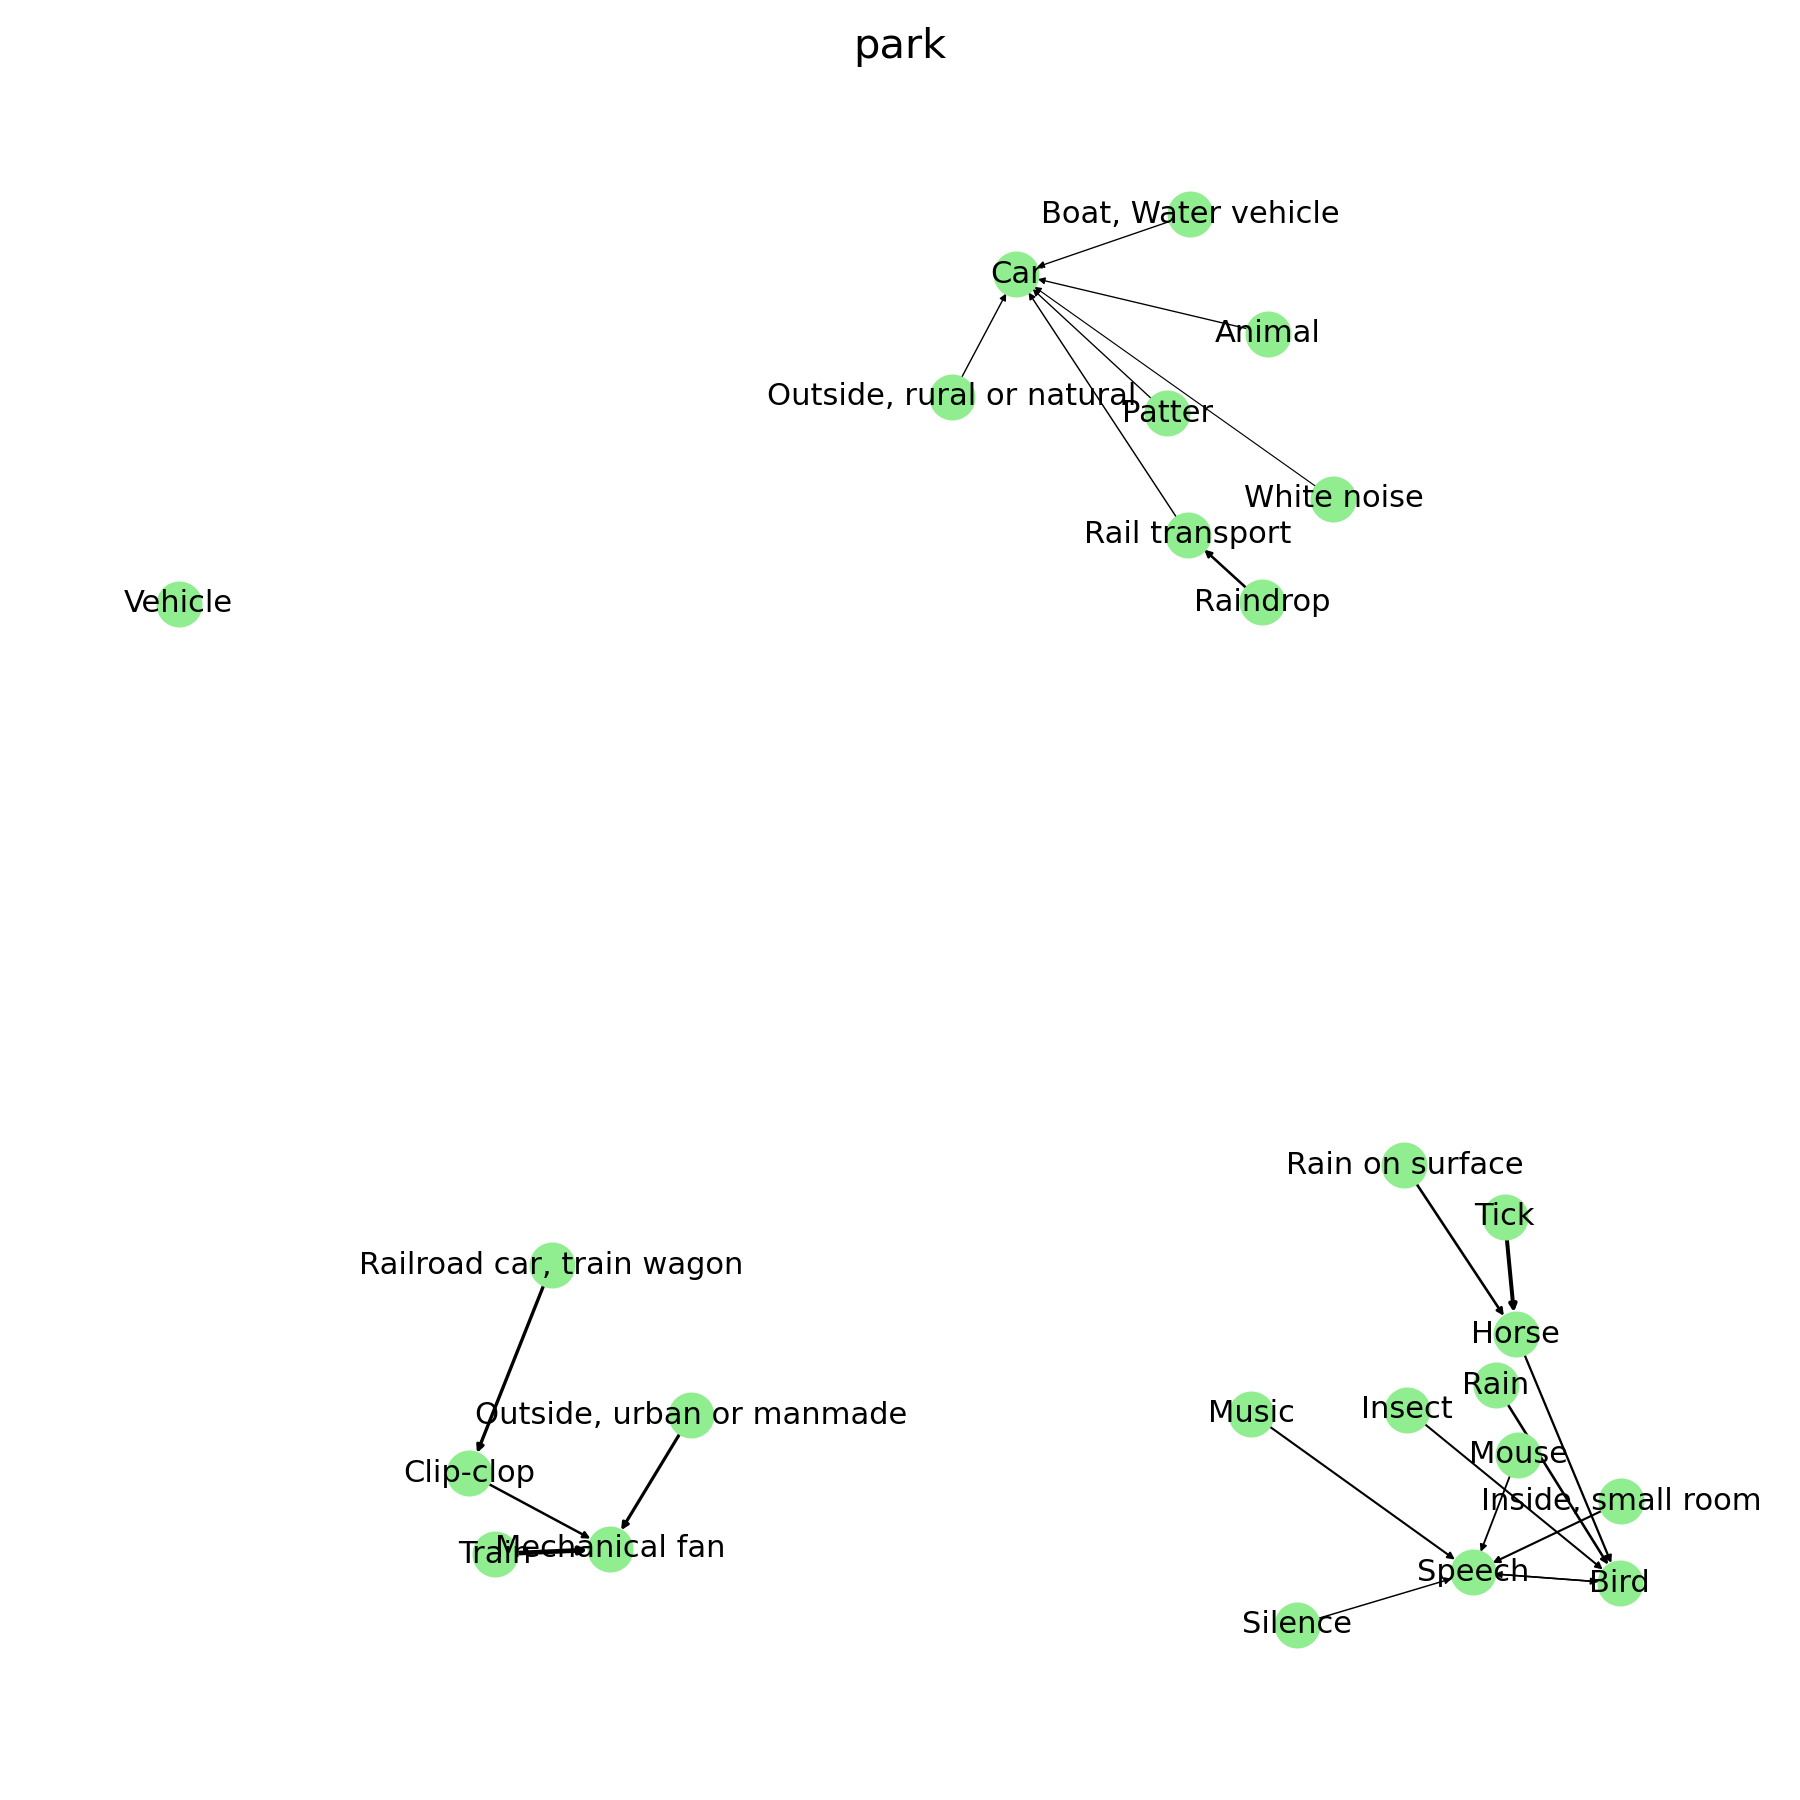 park
Boat, Water vehicle
Car
Animal
Outside, rural or natural
Patter
White noise
Rail transport
Raindrop
Vehicle
Rain on surface
Tick
Railroad car, train wagon
Horse
Rain
Music
Insect
Outside, urban or manmade
Mouse
Clip-clop
Inside, small room
Train
Mechanical fan
Speech
Bird
Silence